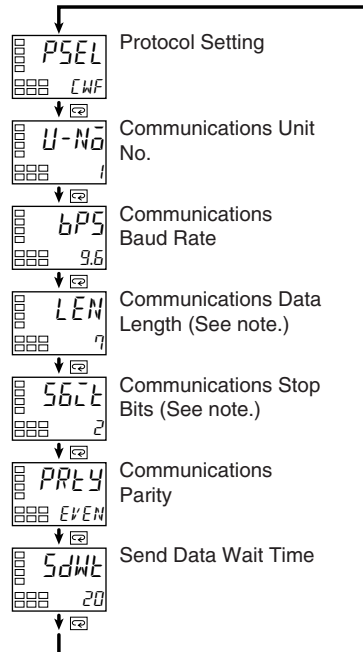 PSEL
Protocol Setting
CWF
U-No
Communications Unit
No.
1
bPS
Communications
Baud Rate
9.6
LEN
Communications Data
Length (See note.)
7
SbIt
Communications Stop
Bits (See note.)
2
PRtY
Communications
Parity
EVEN
SdWt
Send Data Wait Time
20